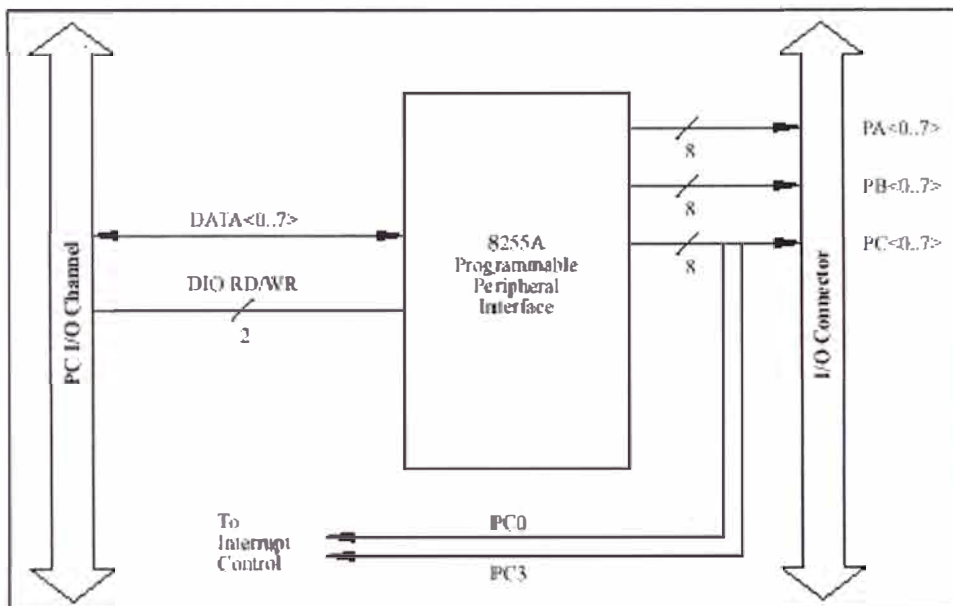 PC I/O Channel
DATA<0..7>
DIO RD/WR
2
8255A
Programmable
Peripheral
Interface
8
8
8
I/O Connector
PA<0..7>
PB<0..7>
PC<0..7>
To
Interrupt
Control
PC0
PC3